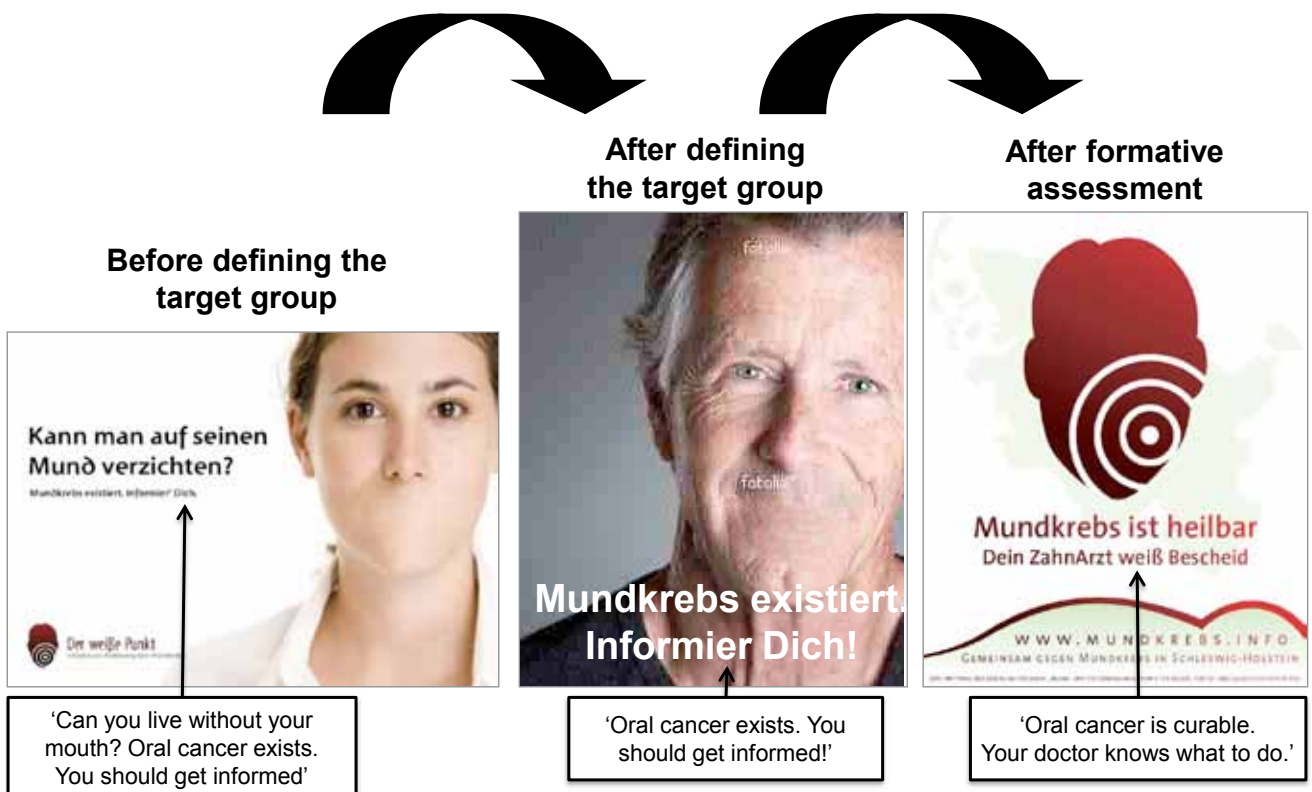 Before defining the
target group
Kann man auf seinen
Mund verzichten?
Mundkrebs existiert, Informier' Dich.
Der weiße Punkt
'Can you live without your
mouth? Oral cancer exists.
You should get informed'
After defining
the target group
fotolia
fotolia
Mundkrebs existiert.
Informier Dich!
'Oral cancer exists. You
should get informed!'
After formative
assessment
Mundkrebs ist heilbar
Dein ZahnArzt weiß Bescheid
WWW.MUNDKREBS.INFO
GEMEINSAM GEGEN MUNDKREBS IN SCHLESWIG-HOLSTEIN
'Oral cancer is curable.
Your doctor knows what to do.'